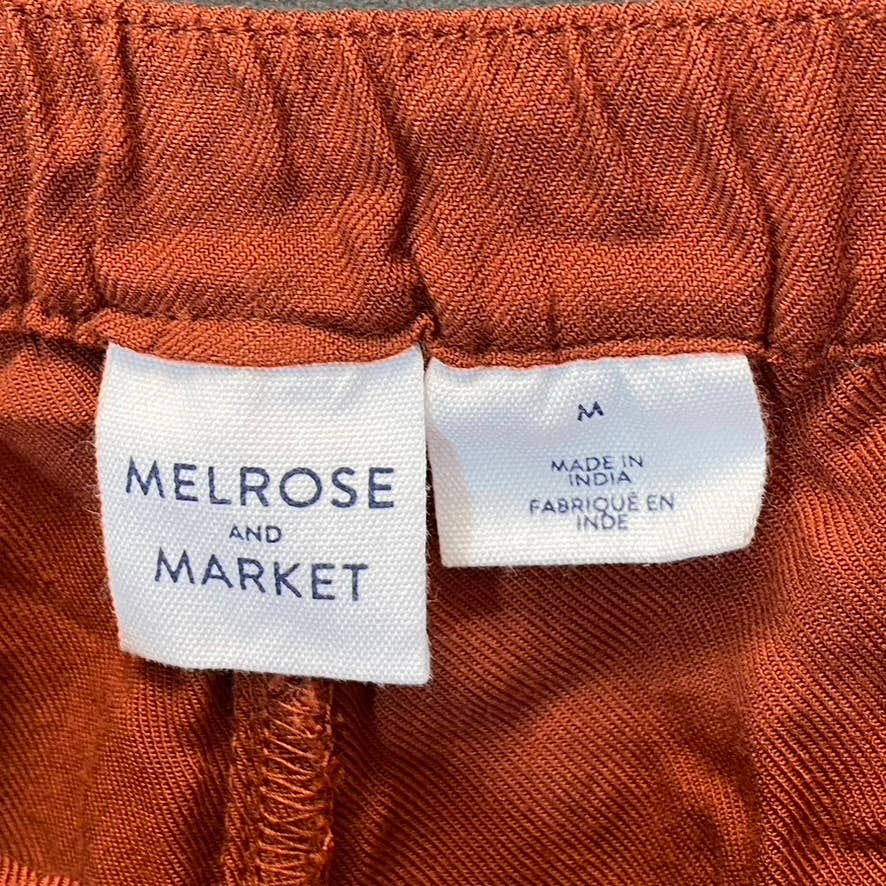 MELROSE
AND
MARKET
M
MADE IN
INDIA
FABRIQUÉ EN
INDE